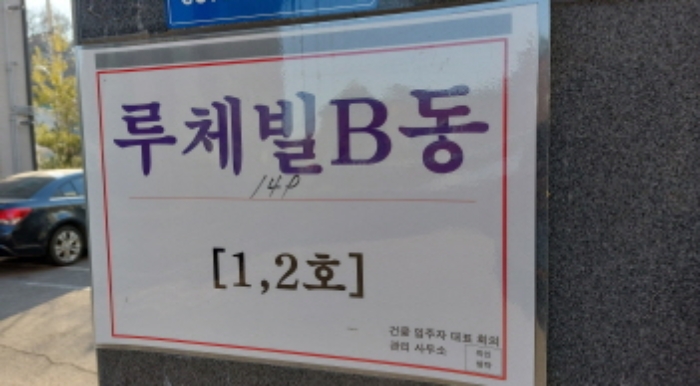 루체빌B동
[1,2호]
건물 입주자 대표 회의
관리 사무소